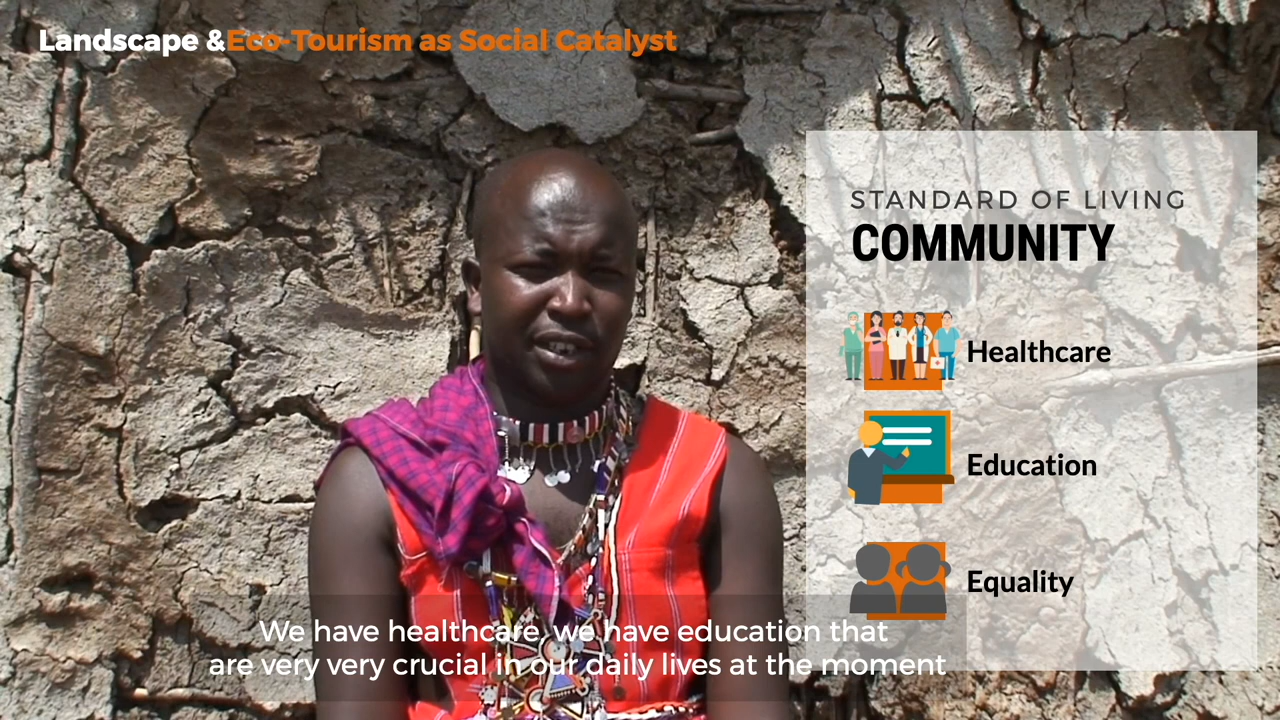 Landscape &Eco-Tourism as Social Catalyst
STANDARD OF LIVING
COMMUNITY
Healthcare
Education
Equality
We have healthcare, we have education that
are very very crucial in our daily lives at the moment